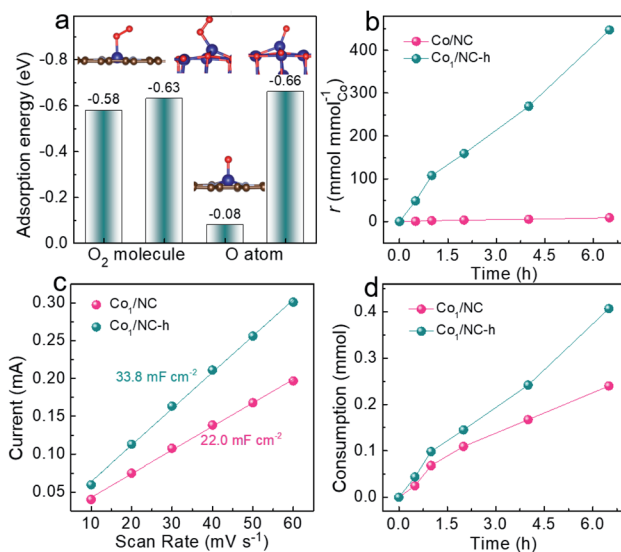 a
Adsorption energy (eV)
-0.8
-0.6
-0.4
-0.2
0.0
-0.58
-0.63
-0.08
-0.66
O₂ molecule
O atom
b
r (mmol mmol⁻¹Co)
400
300
200
100
0
Co/NC
Co₁/NC-h
0.0 1.5 3.0 4.5 6.0
Time (h)
c
Current (mA)
0.30
0.25
0.20
0.15
0.10
0.05
Co₁/NC
Co₁/NC-h
33.8 mF cm⁻²
22.0 mF cm⁻²
10 20 30 40 50 60
Scan Rate (mV s⁻¹)
d
Consumption (mmol)
0.4
0.2
0.0
Co₁/NC
Co₁/NC-h
0.0 1.5 3.0 4.5 6.0
Time (h)